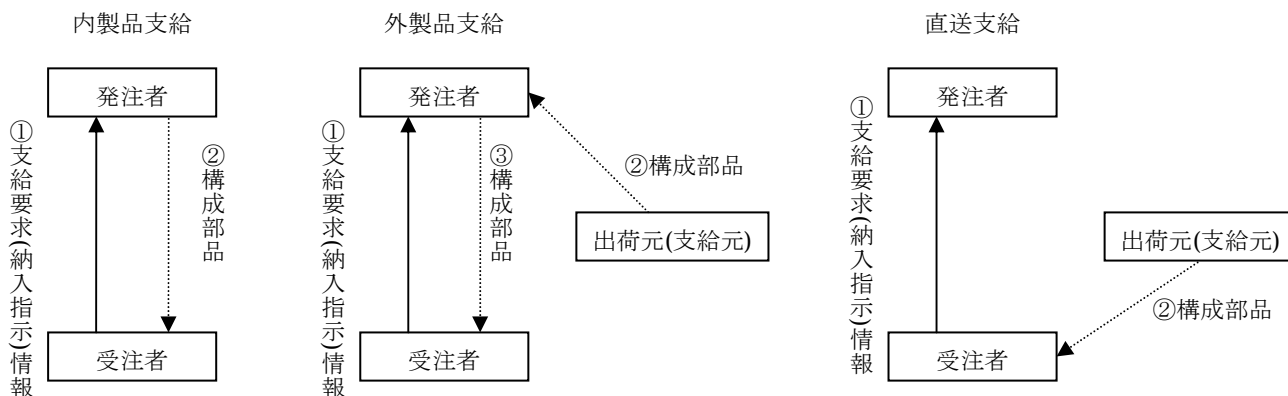 内製品支給
発注者
①支給要求(納入指示)情報
②構成部品
受注者
外製品支給
発注者
①支給要求(納入指示)情報
③構成部品
②構成部品
出荷元(支給元)
受注者
直送支給
発注者
①支給要求(納入指示)情報
出荷元(支給元)
②構成部品
受注者